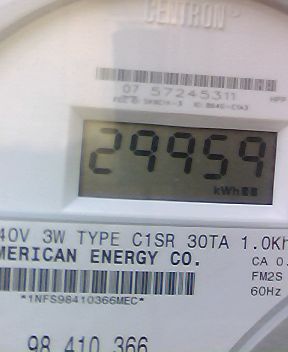 CENTRON
07 57245311
29959
kWh
40V 3W TYPE C1SR 30TA 1.0Kh
MERICAN ENERGY CO.
CA 0.
FM2S
60Hz
*1NFS98410366MEC*
98 410 366